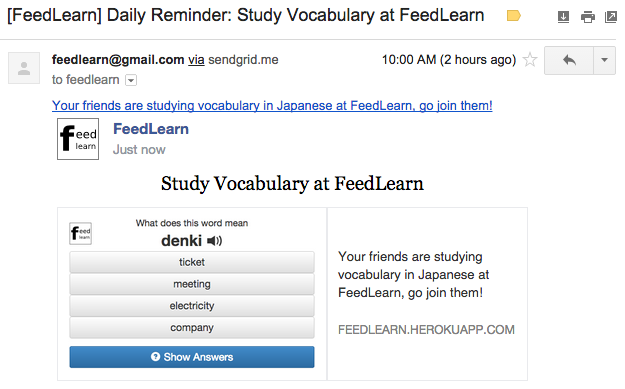 [FeedLearn] Daily Reminder: Study Vocabulary at FeedLearn
feedlearn@gmail.com via sendgrid.me
10:00 AM (2 hours ago)
to feedlearn
Your friends are studying vocabulary in Japanese at FeedLearn, go join them!
feed
learn
FeedLearn
Just now
Study Vocabulary at FeedLearn
feed
learn
What does this word mean
denki
ticket
meeting
electricity
company
? Show Answers
Your friends are studying
vocabulary in Japanese at
FeedLearn, go join them!
FEEDLEARN.HEROKUAPP.COM